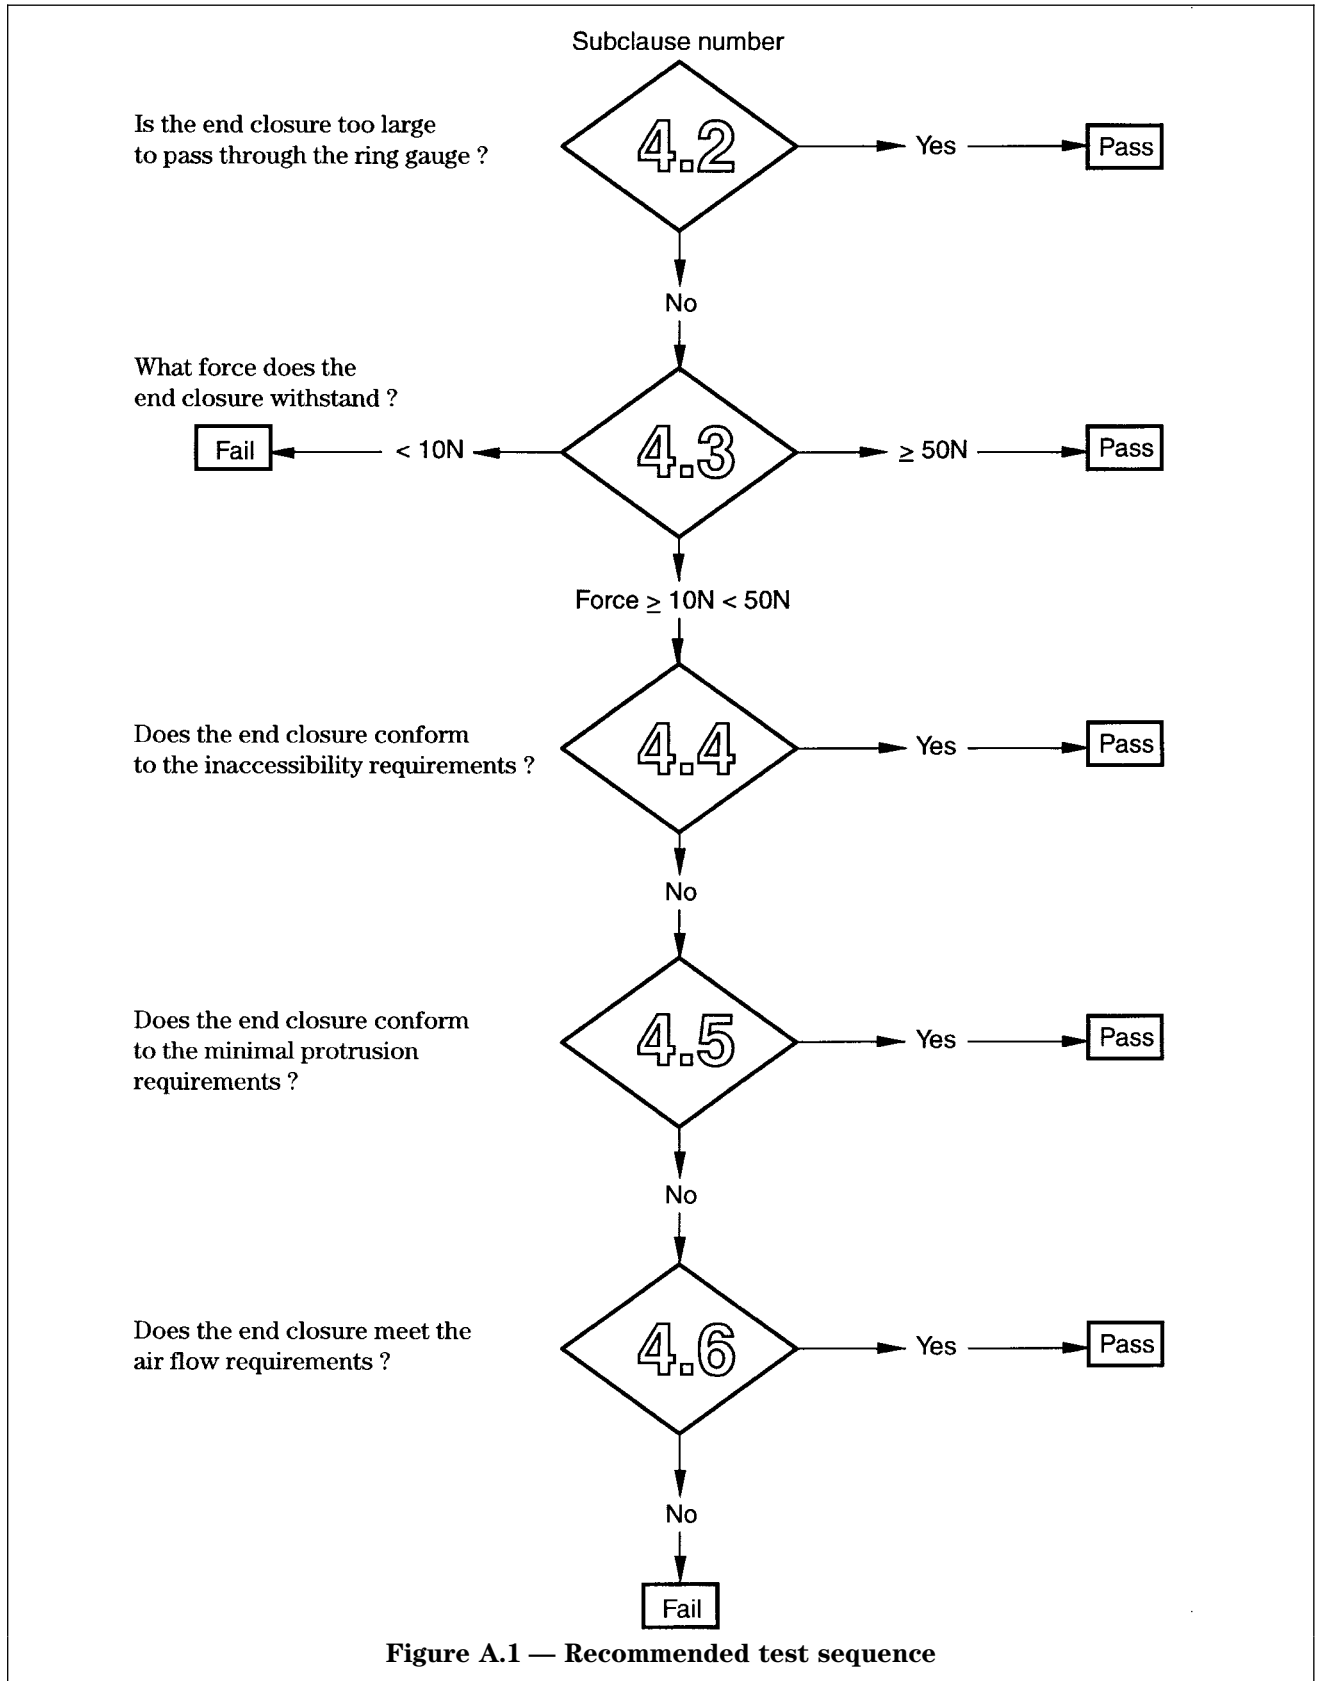 Subclause number
Is the end closure too large
to pass through the ring gauge ?
4.2
Yes
Pass
No
What force does the
end closure withstand ?
Fail
< 10N
4.3
≥ 50N
Pass
Force ≥ 10N < 50N
Does the end closure conform
to the inaccessibility requirements ?
4.4
Yes
Pass
No
Does the end closure conform
to the minimal protrusion
requirements ?
4.5
Yes
Pass
No
Does the end closure meet the
air flow requirements ?
4.6
Yes
Pass
No
Fail
Figure A.1 — Recommended test sequence